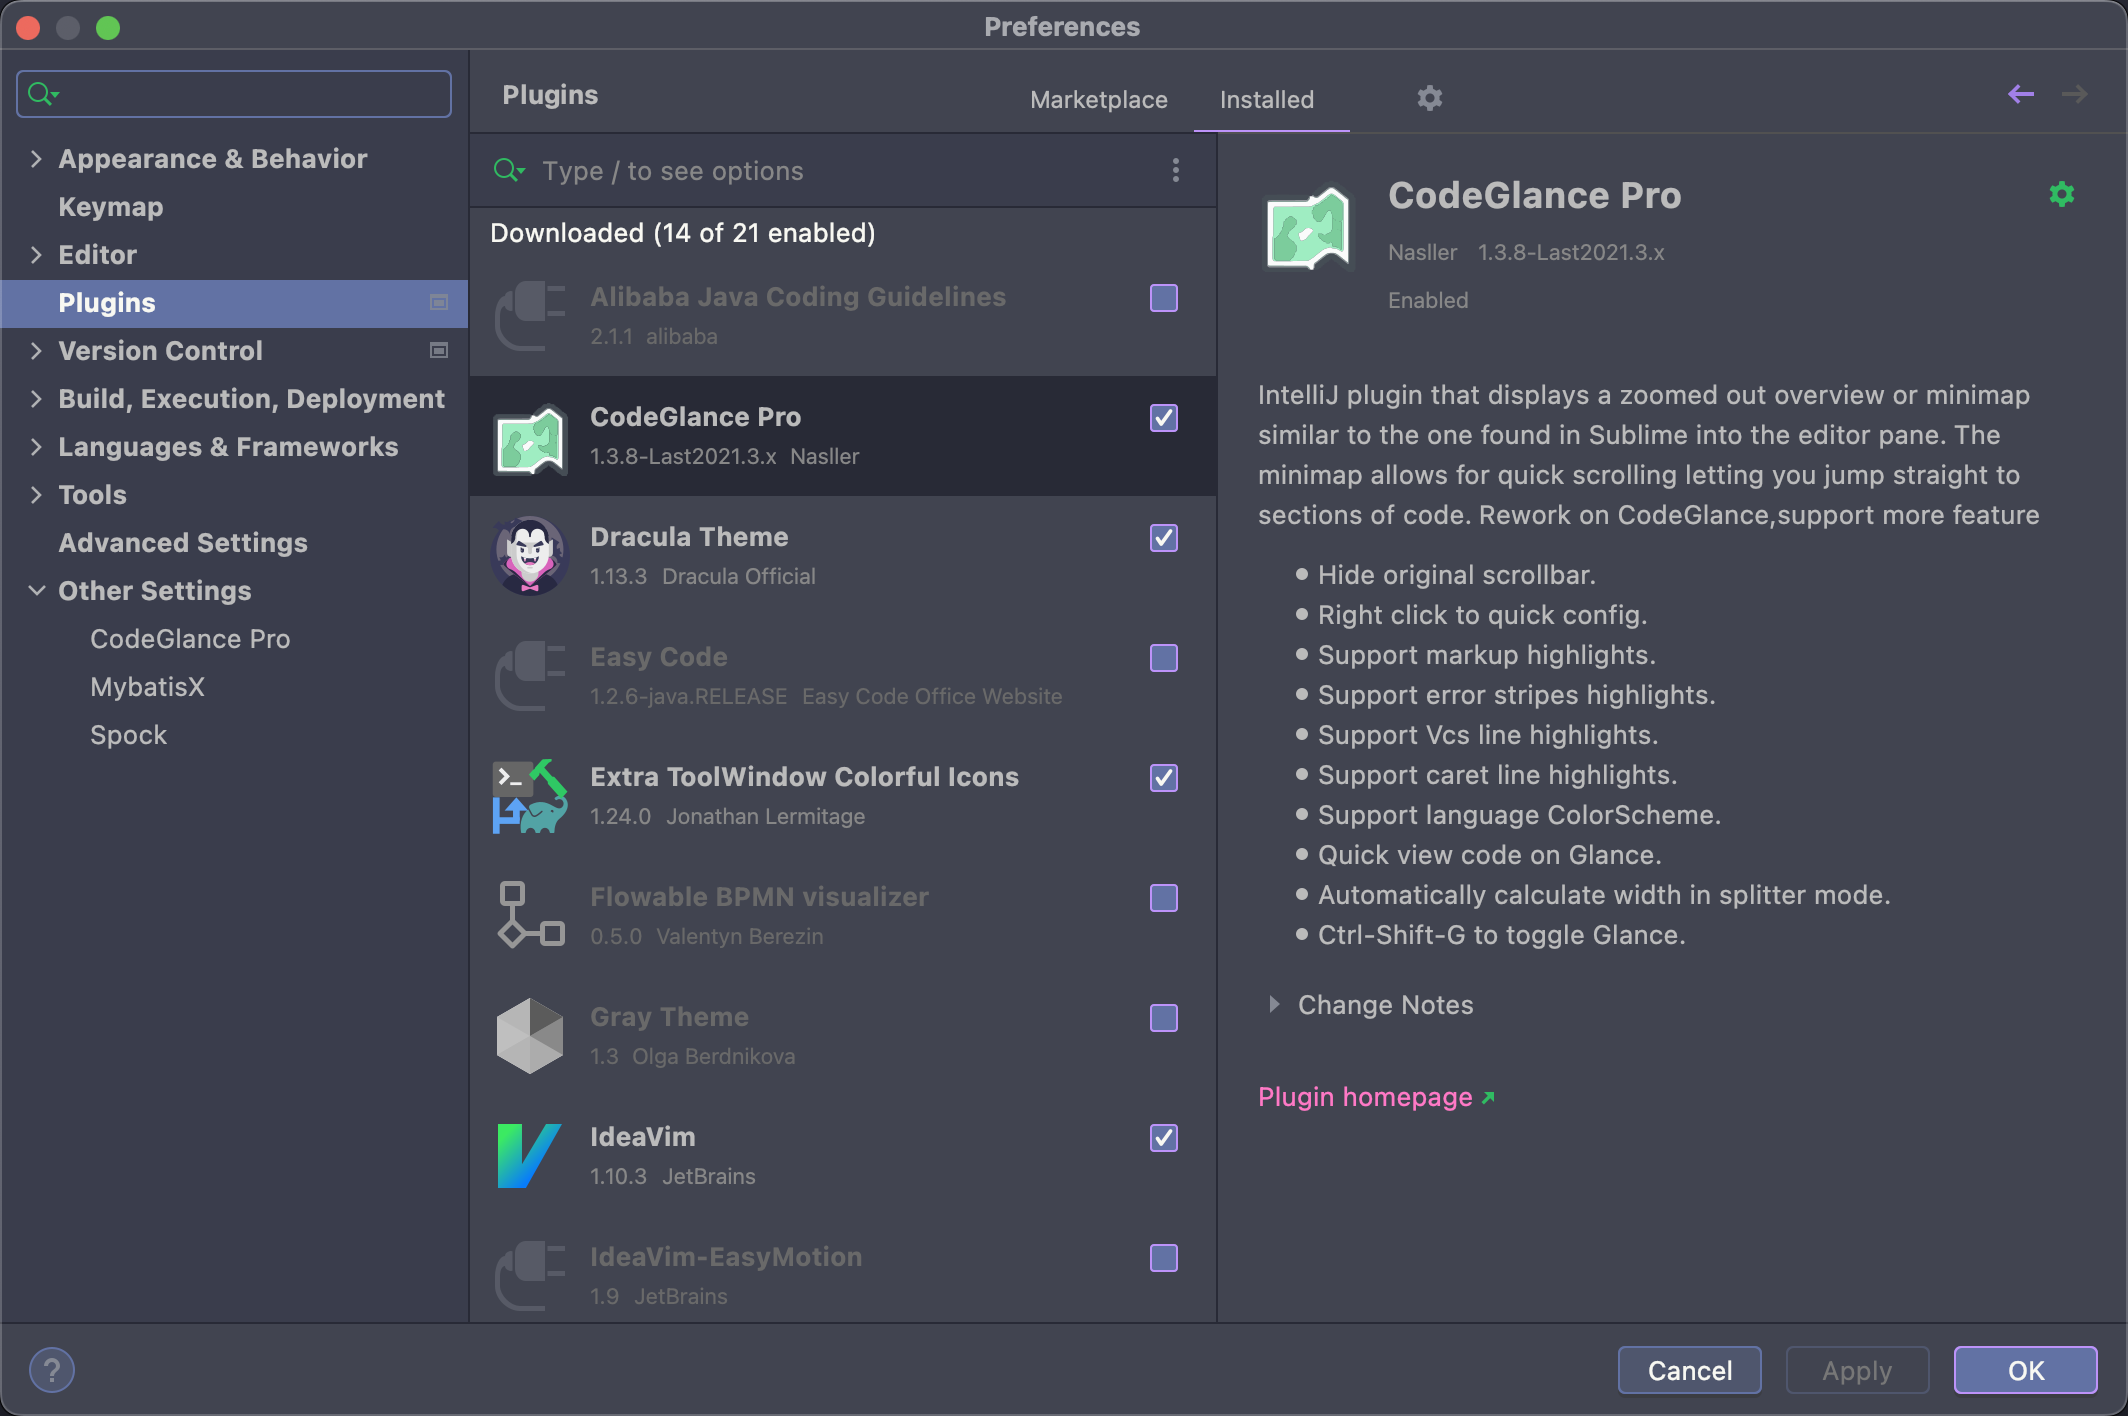 Preferences
Appearance & Behavior
Keymap
Editor
Plugins
Version Control
Build, Execution, Deployment
Languages & Frameworks
Tools
Advanced Settings
Other Settings
CodeGlance Pro
MybatisX
Spock
Plugins
Marketplace
Installed
Type / to see options
Downloaded (14 of 21 enabled)
Alibaba Java Coding Guidelines
2.1.1 alibaba
CodeGlance Pro
1.3.8-Last2021.3.x Nasller
Dracula Theme
1.13.3 Dracula Official
Easy Code
1.2.6-java.RELEASE Easy Code Office Website
Extra ToolWindow Colorful Icons
1.24.0 Jonathan Lermitage
Flowable BPMN visualizer
0.5.0 Valentyn Berezin
Gray Theme
1.3 Olga Berdnikova
IdeaVim
1.10.3 JetBrains
IdeaVim-EasyMotion
1.9 JetBrains
CodeGlance Pro
Nasller 1.3.8-Last2021.3.x
Enabled
IntelliJ plugin that displays a zoomed out overview or minimap
similar to the one found in Sublime into the editor pane. The
minimap allows for quick scrolling letting you jump straight to
sections of code. Rework on CodeGlance,support more feature
• Hide original scrollbar.
• Right click to quick config.
• Support markup highlights.
• Support error stripes highlights.
• Support Vcs line highlights.
• Support caret line highlights.
• Support language ColorScheme.
• Quick view code on Glance.
• Automatically calculate width in splitter mode.
• Ctrl-Shift-G to toggle Glance.
Change Notes
Plugin homepage
?
Cancel
Apply
OK